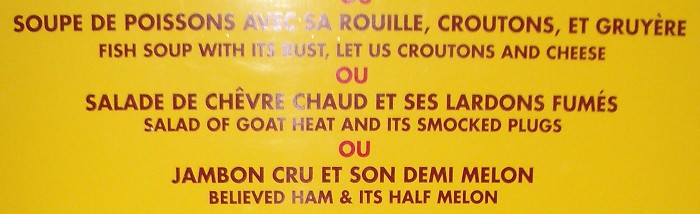 OU
SOUPE DE POISSONS AVEC SA ROUILLE, CROUTONS, ET GRUYÈRE
FISH SOUP WITH ITS RUST, LET US CROUTONS AND CHEESE
OU
SALADE DE CHÊVRE CHAUD ET SES LARDONS FUMÉS
SALAD OF GOAT HEAT AND ITS SMOCKED PLUGS
OU
JAMBON CRU ET SON DEMI MELON
BELIEVED HAM & ITS HALF MELON